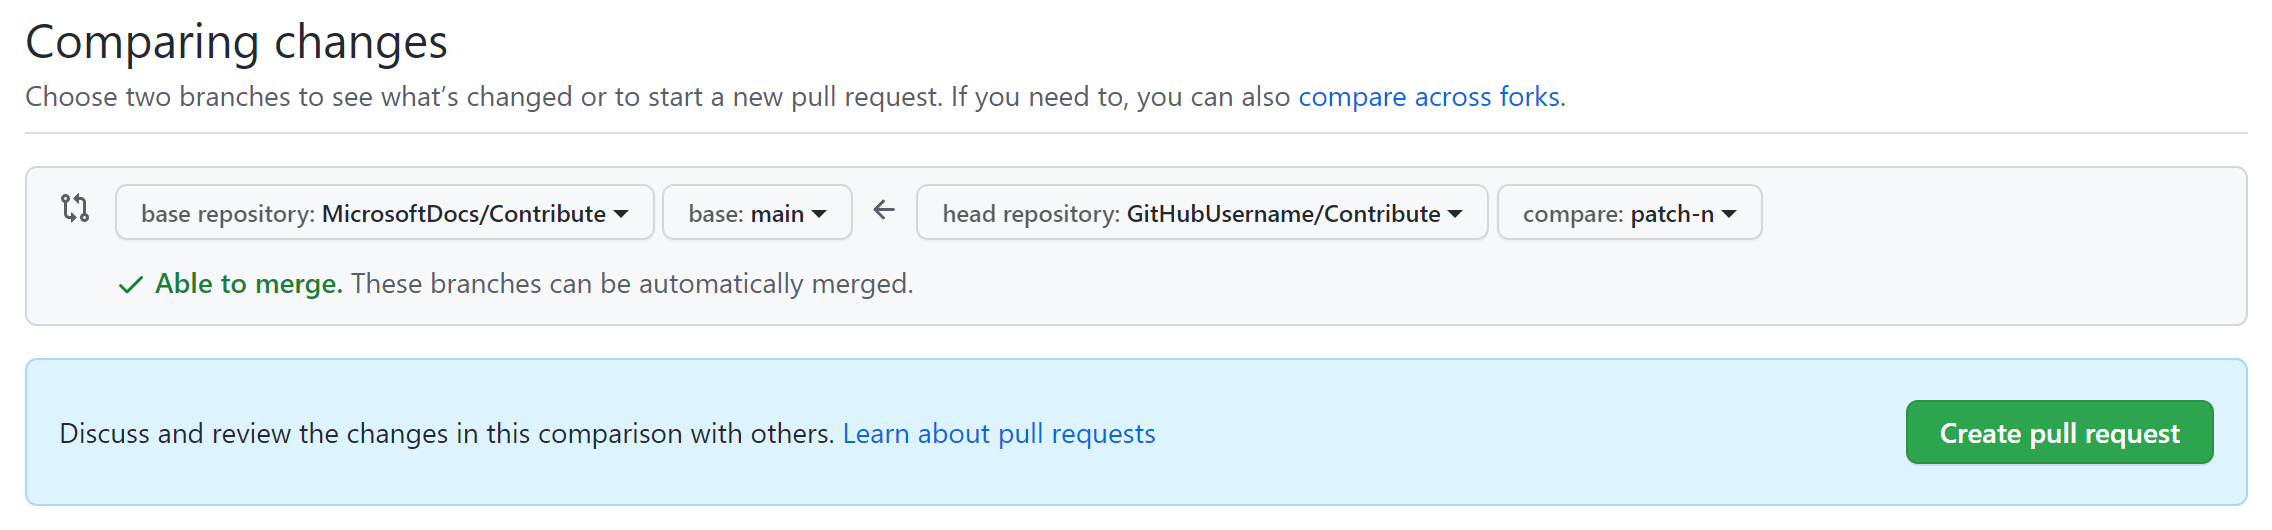 Comparing changes
Choose two branches to see what’s changed or to start a new pull request. If you need to, you can also compare across forks.
base repository: MicrosoftDocs/Contribute base: main head repository: GitHubUsername/Contribute compare: patch-n
Able to merge. These branches can be automatically merged.
Discuss and review the changes in this comparison with others. Learn about pull requests Create pull request